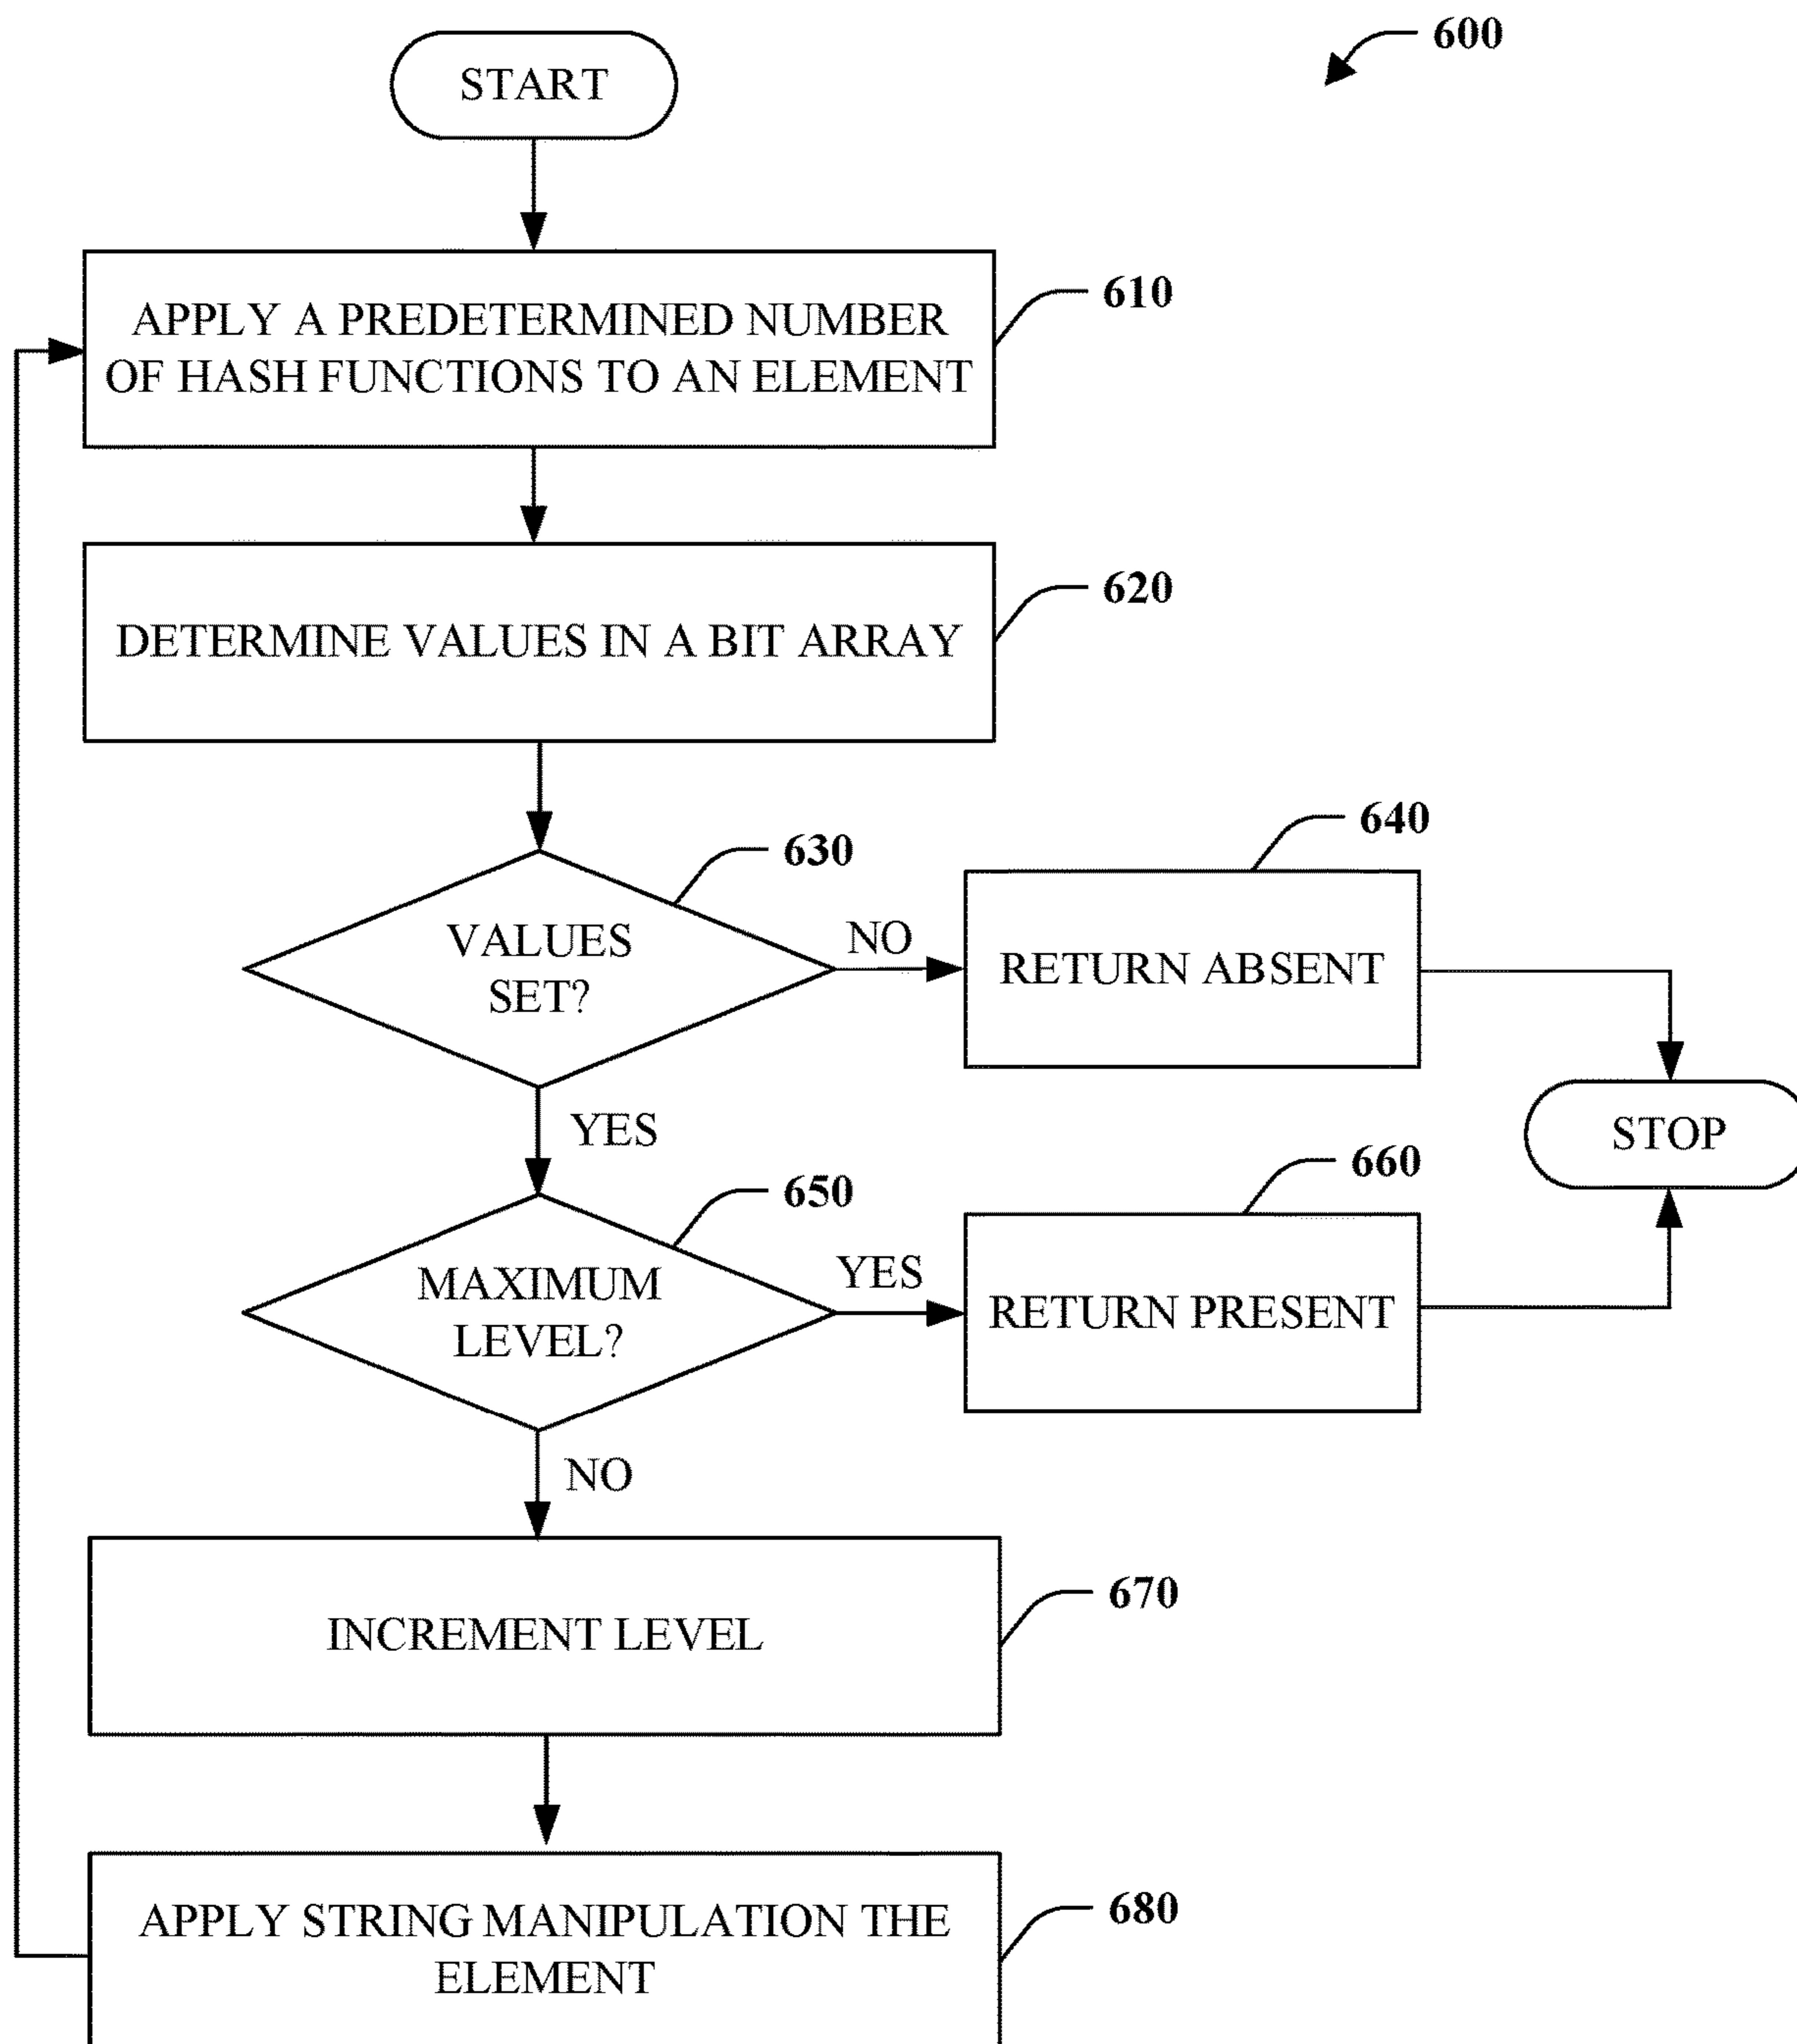 600
START
610
APPLY A PREDETERMINED NUMBER
OF HASH FUNCTIONS TO AN ELEMENT
620
DETERMINE VALUES IN A BIT ARRAY
630
VALUES
SET?
NO
640
RETURN ABSENT
YES
STOP
650
MAXIMUM
LEVEL?
YES
660
RETURN PRESENT
NO
670
INCREMENT LEVEL
680
APPLY STRING MANIPULATION THE
ELEMENT